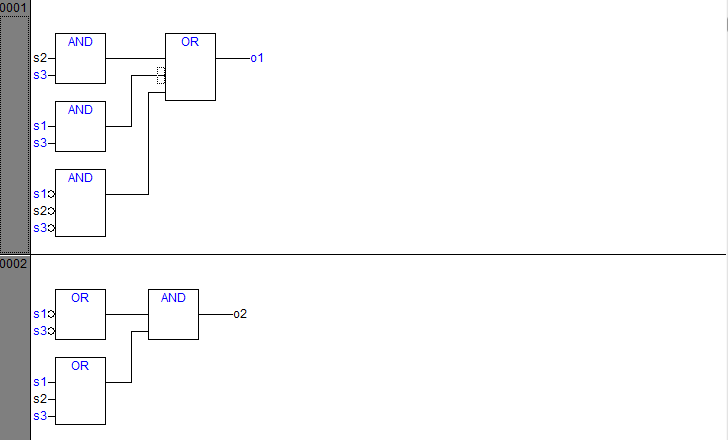 0001
AND OR
s2 o1
s3
AND
s1
s3
AND
s1
s2
s3
0002
OR AND
s1 o2
s3
OR
s1
s2
s3